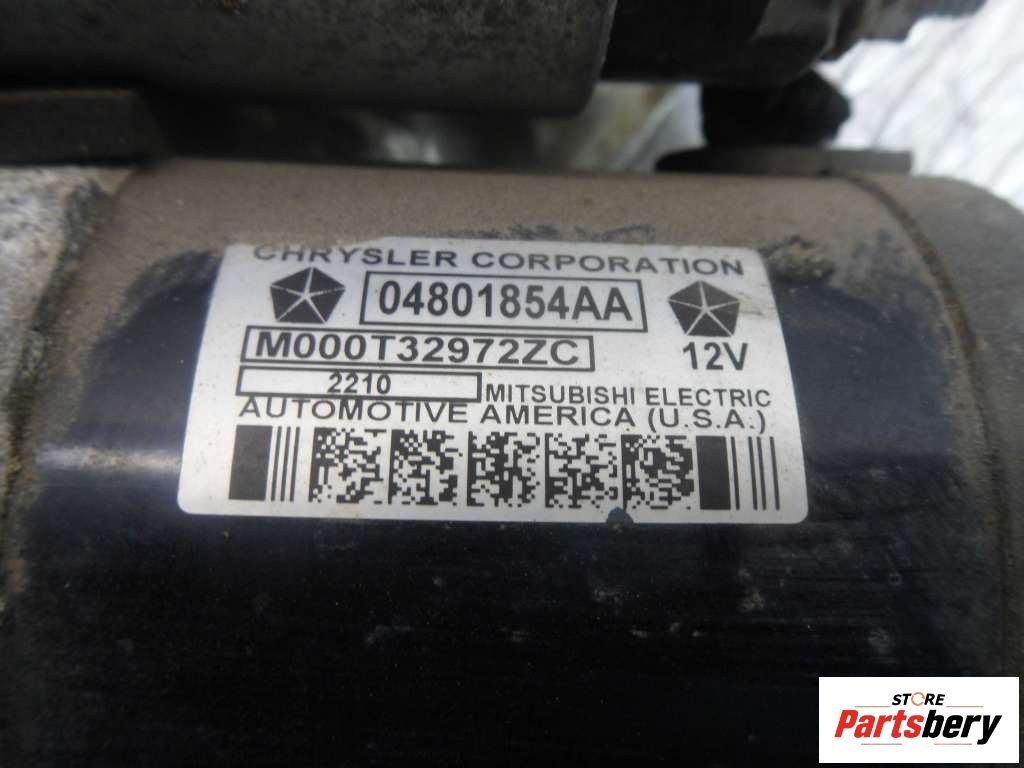 CHRYSLER CORPORATION
04801854AA
M000T32972ZC
12V
2210
MITSUBISHI ELECTRIC
AUTOMOTIVE AMERICA (U.S.A.)
STORE
Partsbery